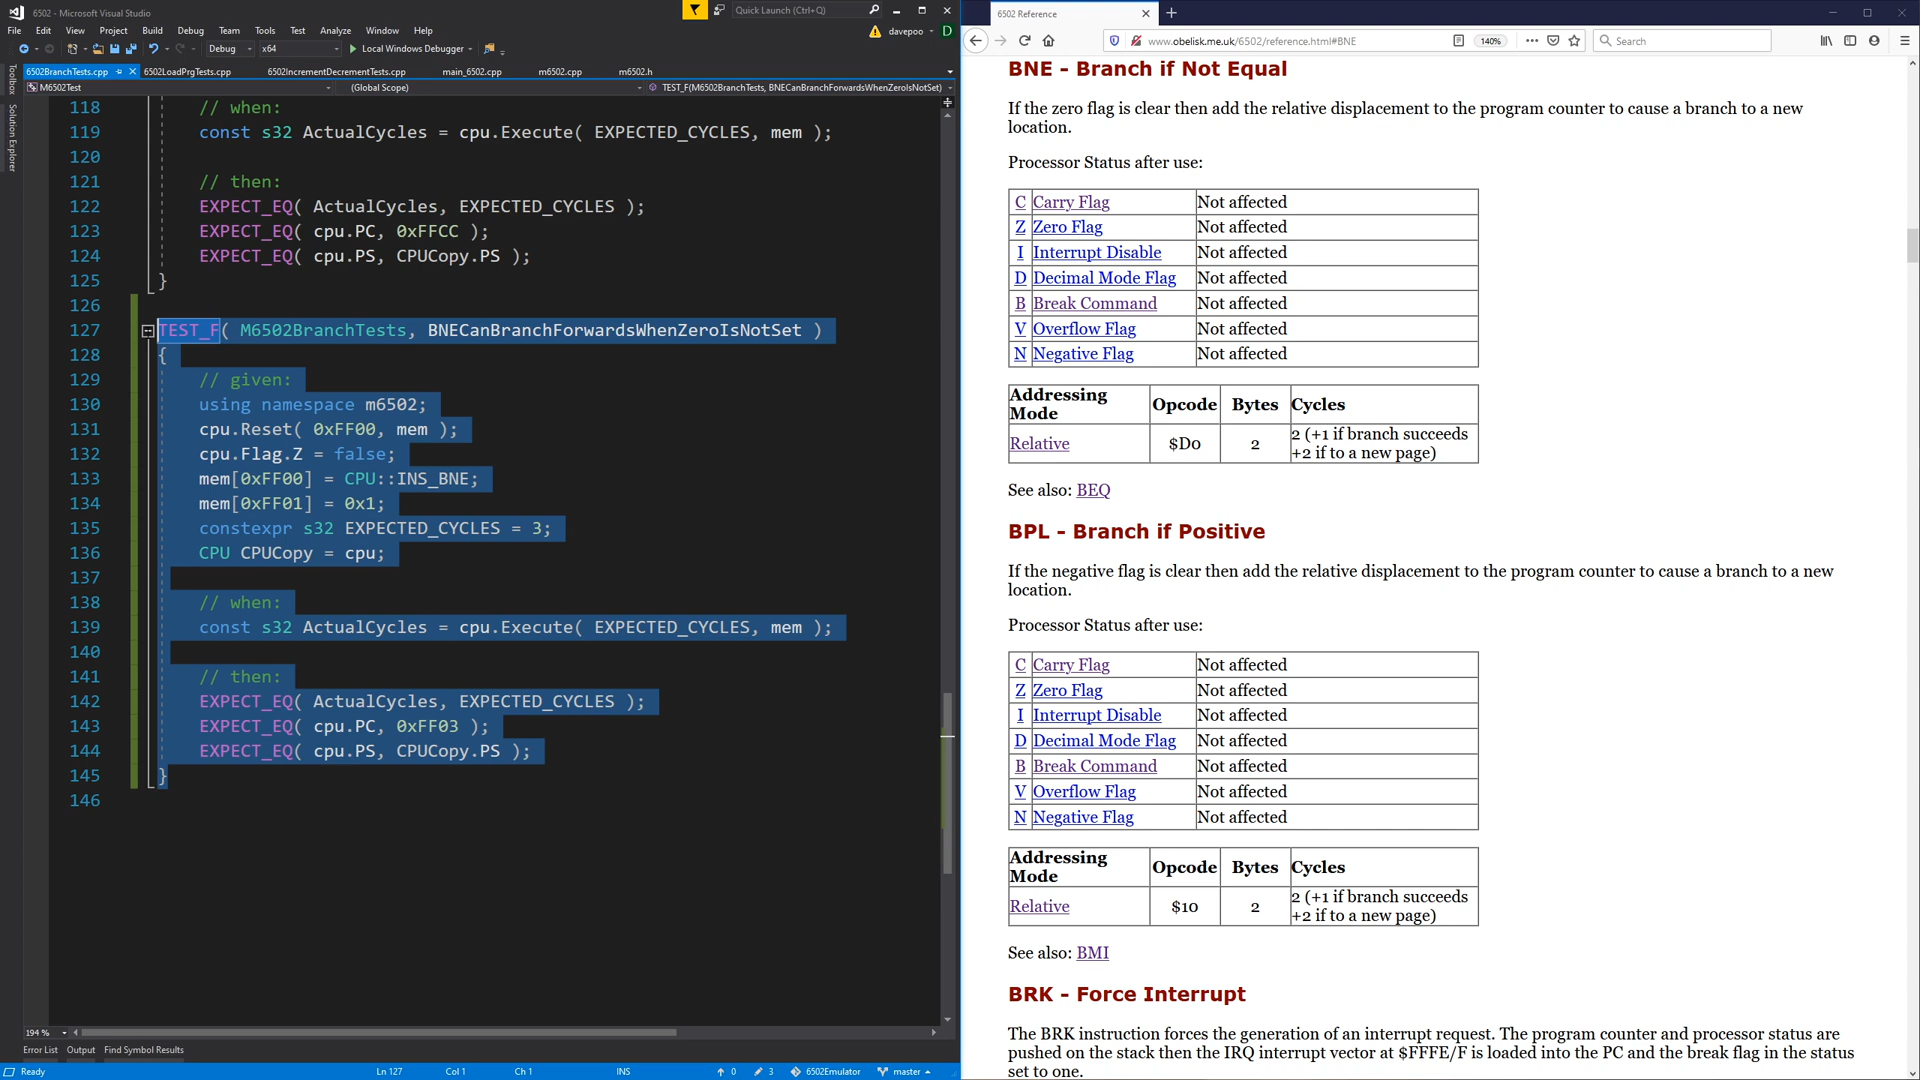 6502 - Microsoft Visual Studio
Quick Launch (Ctrl+Q)
File Edit View Project Build Debug Team Tools Test Analyze Window Help
davepoo D
Debug x64 Local Windows Debugger
6502BranchTests.cpp 6502LoadPrgTests.cpp 6502IncrementDecrementTests.cpp main_6502.cpp m6502.cpp m6502.h
M6502Test (Global Scope) TEST_F(M6502BranchTests, BNECanBranchForwardsWhenZeroIsNotSet)
Toolbox
Solution Explorer
118 // when:
119 const s32 ActualCycles = cpu.Execute( EXPECTED_CYCLES, mem );
120
121 // then:
122 EXPECT_EQ( ActualCycles, EXPECTED_CYCLES );
123 EXPECT_EQ( cpu.PC, 0xFFCC );
124 EXPECT_EQ( cpu.PS, CPUCopy.PS );
125 }
126
127 TEST_F( M6502BranchTests, BNECanBranchForwardsWhenZeroIsNotSet )
128 {
129 // given:
130 using namespace m6502;
131 cpu.Reset( 0xFF00, mem );
132 cpu.Flag.Z = false;
133 mem[0xFF00] = CPU::INS_BNE;
134 mem[0xFF01] = 0x1;
135 constexpr s32 EXPECTED_CYCLES = 3;
136 CPU CPUCopy = cpu;
137
138 // when:
139 const s32 ActualCycles = cpu.Execute( EXPECTED_CYCLES, mem );
140
141 // then:
142 EXPECT_EQ( ActualCycles, EXPECTED_CYCLES );
143 EXPECT_EQ( cpu.PC, 0xFF03 );
144 EXPECT_EQ( cpu.PS, CPUCopy.PS );
145 }
146
194 %
Error List Output Find Symbol Results
Ready Ln 127 Col 1 Ch 1 INS 0 3 6502Emulator master
6502 Reference
www.obelisk.me.uk/6502/reference.html#BNE 140% Search
BNE - Branch if Not Equal
If the zero flag is clear then add the relative displacement to the program counter to cause a branch to a new
location.
Processor Status after use:
C Carry Flag Not affected
Z Zero Flag Not affected
I Interrupt Disable Not affected
D Decimal Mode Flag Not affected
B Break Command Not affected
V Overflow Flag Not affected
N Negative Flag Not affected
Addressing
Mode Opcode Bytes Cycles
Relative $D0 2 2 (+1 if branch succeeds
+2 if to a new page)
See also: BEQ
BPL - Branch if Positive
If the negative flag is clear then add the relative displacement to the program counter to cause a branch to a new
location.
Processor Status after use:
C Carry Flag Not affected
Z Zero Flag Not affected
I Interrupt Disable Not affected
D Decimal Mode Flag Not affected
B Break Command Not affected
V Overflow Flag Not affected
N Negative Flag Not affected
Addressing
Mode Opcode Bytes Cycles
Relative $10 2 2 (+1 if branch succeeds
+2 if to a new page)
See also: BMI
BRK - Force Interrupt
The BRK instruction forces the generation of an interrupt request. The program counter and processor status are
pushed on the stack then the IRQ interrupt vector at $FFFE/F is loaded into the PC and the break flag in the status
set to one.